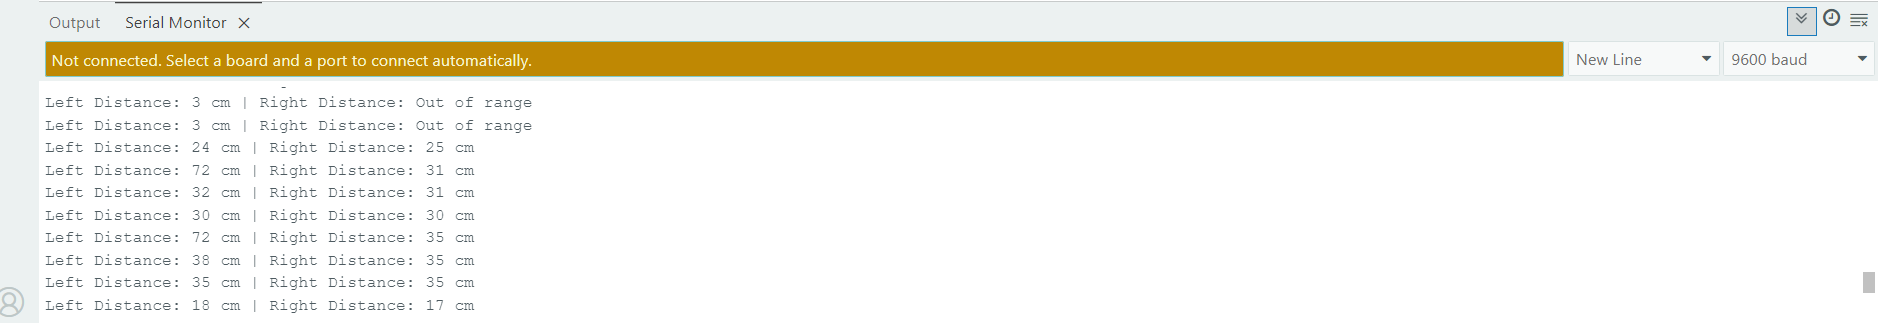 Output Serial Monitor
Not connected. Select a board and a port to connect automatically. New Line 9600 baud
Left Distance: 3 cm | Right Distance: Out of range
Left Distance: 3 cm | Right Distance: Out of range
Left Distance: 24 cm | Right Distance: 25 cm
Left Distance: 72 cm | Right Distance: 31 cm
Left Distance: 32 cm | Right Distance: 31 cm
Left Distance: 30 cm | Right Distance: 30 cm
Left Distance: 72 cm | Right Distance: 35 cm
Left Distance: 38 cm | Right Distance: 35 cm
Left Distance: 35 cm | Right Distance: 35 cm
Left Distance: 18 cm | Right Distance: 17 cm